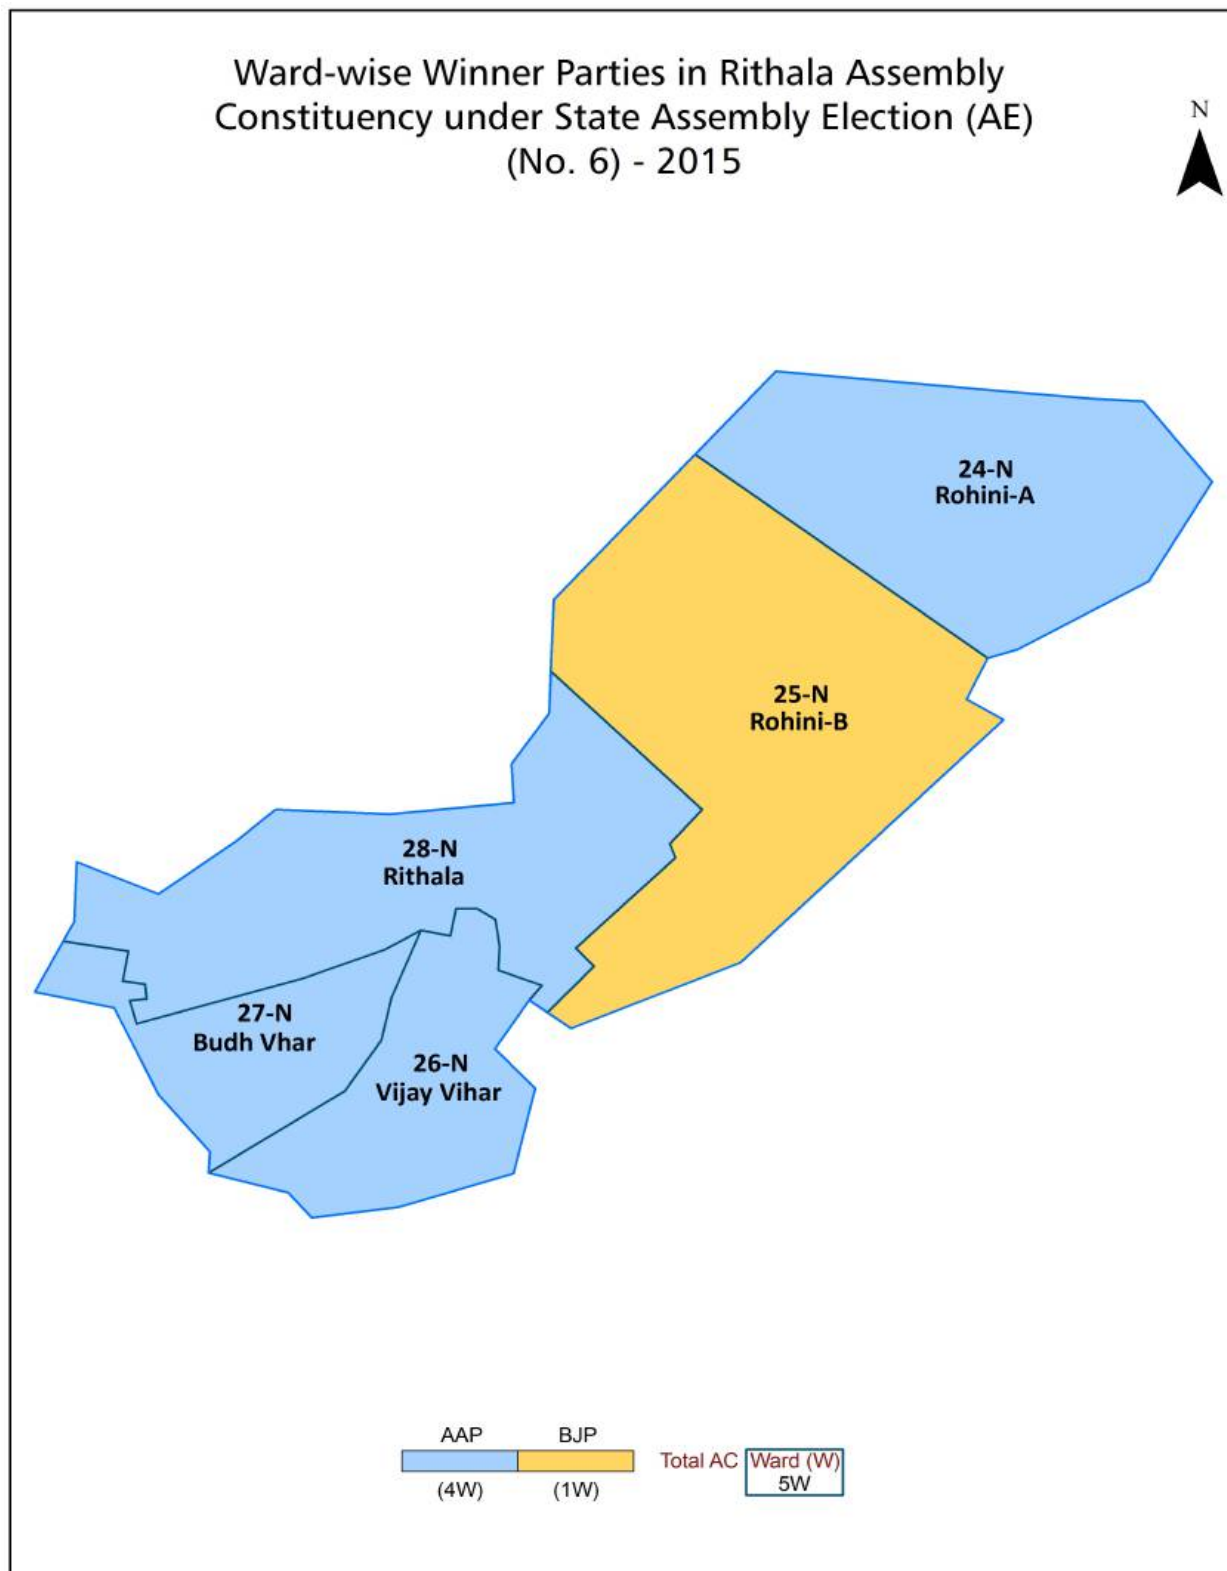 Ward-wise Winner Parties in Rithala Assembly
Constituency under State Assembly Election (AE)
(No. 6) - 2015
N
24-N
Rohini-A
25-N
Rohini-B
28-N
Rithala
27-N
Budh Vhar
26-N
Vijay Vihar
AAP BJP
Total AC Ward (W)
(4W) (1W) 5W